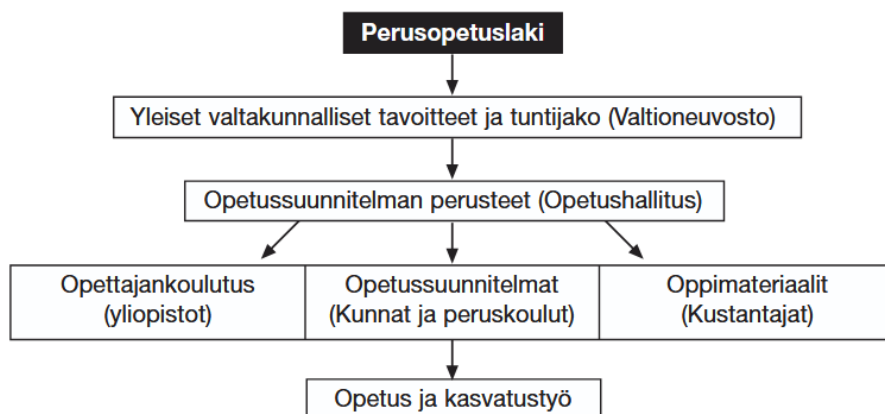 Perusopetuslaki
Yleiset valtakunnalliset tavoitteet ja tuntijako (Valtioneuvosto)
Opetussuunnitelman perusteet (Opetushallitus)
Opettajankoulutus
(yliopistot)
Opetussuunnitelmat
(Kunnat ja peruskoulut)
Oppimateriaalit
(Kustantajat)
Opetus ja kasvatustyö